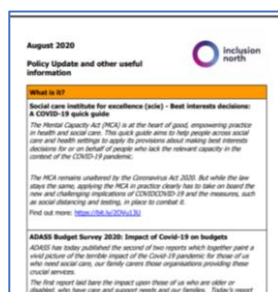 August 2020
inclusion
north
Policy Update and other useful
information
What is it?
Social care institute for excellence (scie) - Best interests decisions:
A COVID-19 quick guide
The Mental Capacity Act (MCA) is at the heart of good, empowering practice
in health and social care. This quick guide aims to help people across social
care and health settings to apply its provisions about making best interests
decisions for or on behalf of people who lack the relevant capacity in the
context of the COVID-19 pandemic.
The MCA remains unaltered by the Coronavirus Act 2020. But while the law
stays the same, applying the MCA in practice clearly has to take on board the
new and challenging implications of COVIDCOVID19 and the measures, such
as social distancing and testing, in place to combat it.
Find out more:
ADASS Budget Survey 2020: Impact of Covid-19 on budgets
ADASS has today published the second of two reports which together paint a
vivid picture of the terrible impact of the Covid-19 pandemic: for those of us
who need social care, our family carers those organisations providing these
crucial services.
The first report laid bare the impact upon those of us who are older or
disabled, who have care and support needs and our families. Today's report